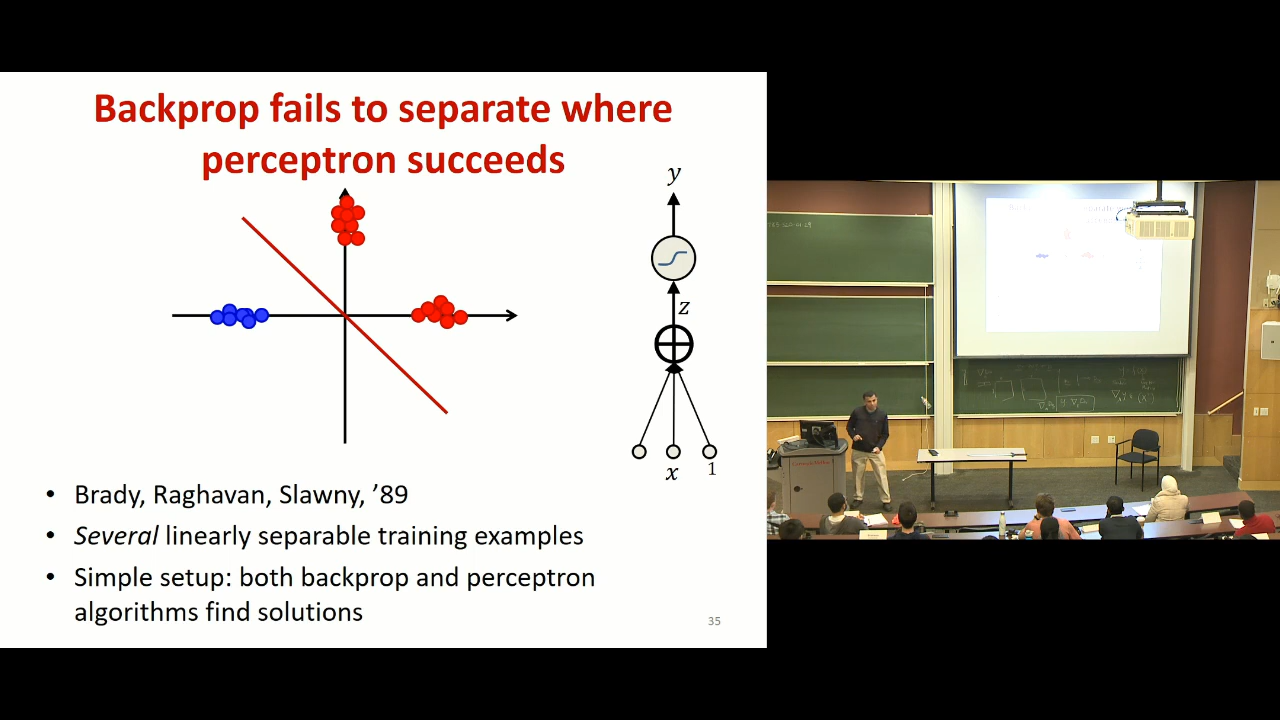 Backprop fails to separate where
perceptron succeeds
y
z
x
1
• Brady, Raghavan, Slawny, ’89
• Several linearly separable training examples
• Simple setup: both backprop and perceptron
algorithms find solutions
35